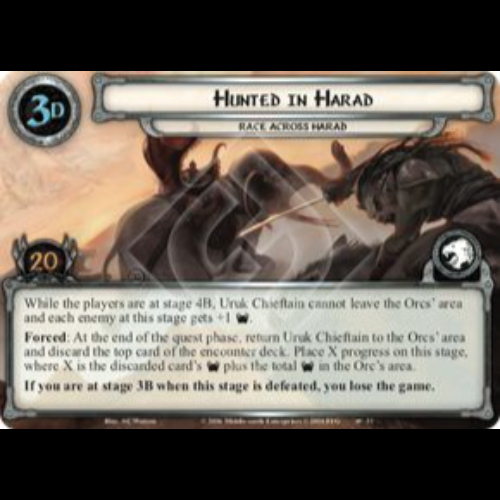 3D
HUNTED IN HARAD
RACE ACROSS HARAD
20
While the players are at stage 4B, Uruk Chieftain cannot leave the Orcs' area
and each enemy at this stage gets +1 .
Forced: At the end of the quest phase, return Uruk Chieftain to the Orcs' area
and discard the top card of the encounter deck. Place X progress on this stage,
where X is the discarded card's plus the total in the Orc's area.
If you are at stage 3B when this stage is defeated, you lose the game.